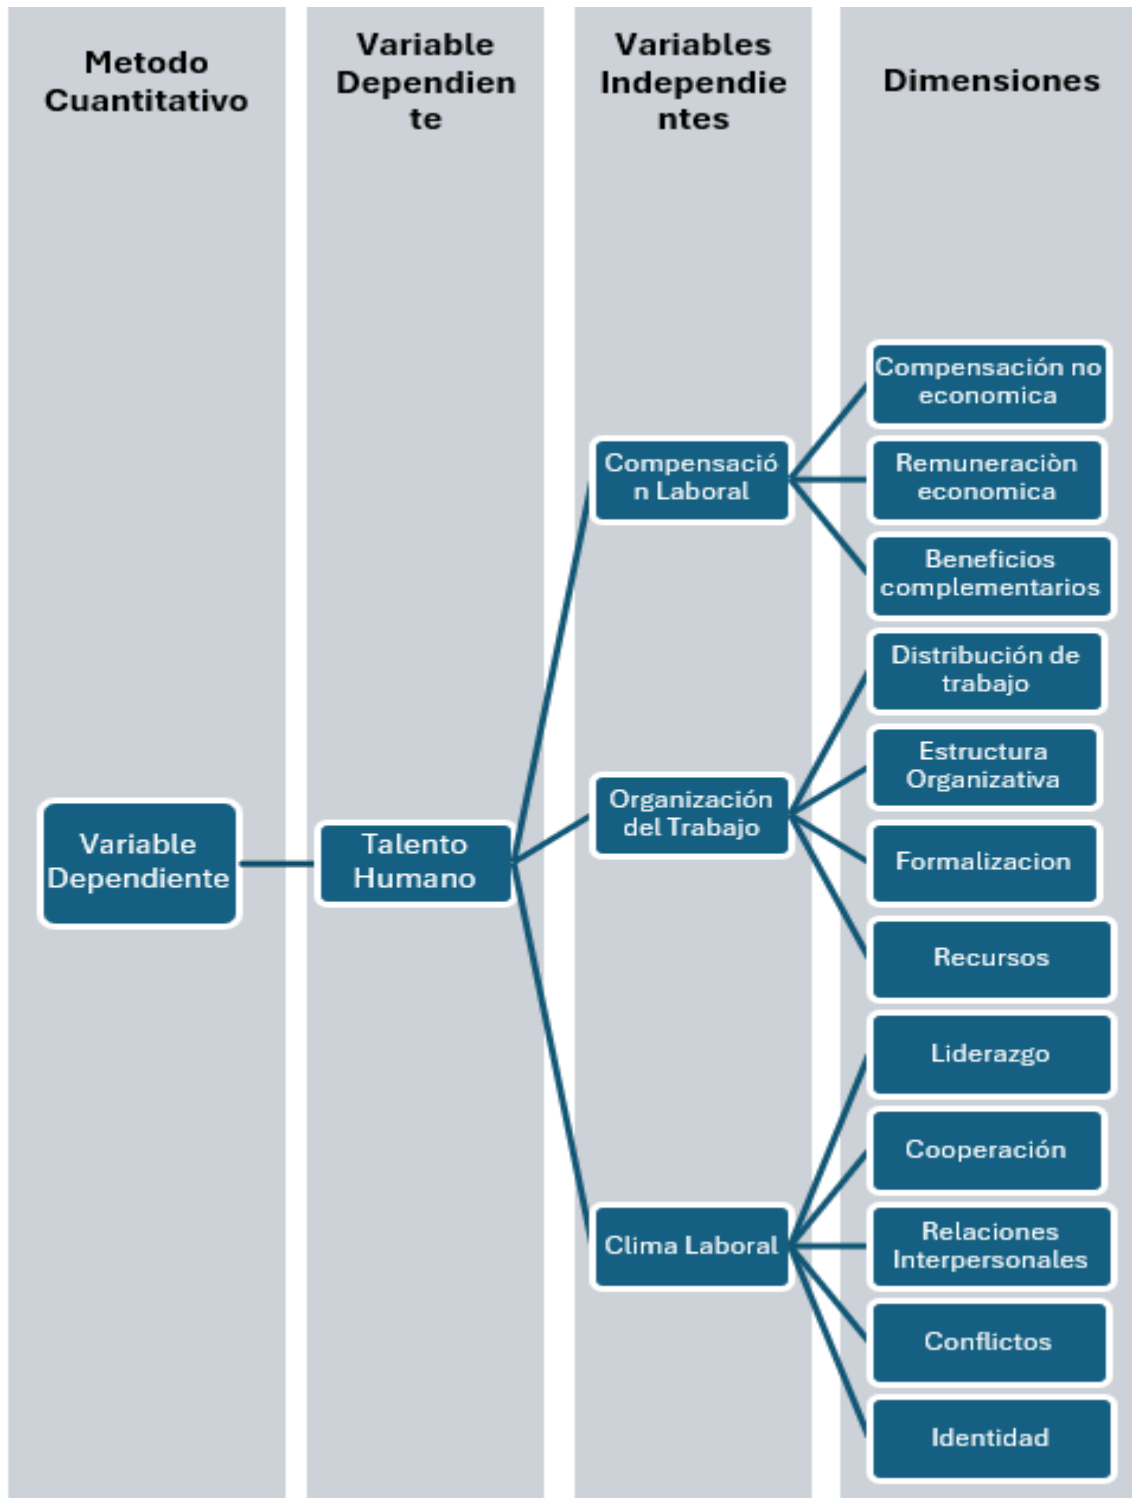 Metodo
Cuantitativo
Variable
Dependien
te
Variables
Independie
ntes
Dimensiones
Variable
Dependiente
Talento
Humano
Compensació
n Laboral
Organización
del Trabajo
Clima Laboral
Compensación no
economica
Remuneraciòn
economica
Beneficios
complementarios
Distribución de
trabajo
Estructura
Organizativa
Formalizacion
Recursos
Liderazgo
Cooperación
Relaciones
Interpersonales
Conflictos
Identidad